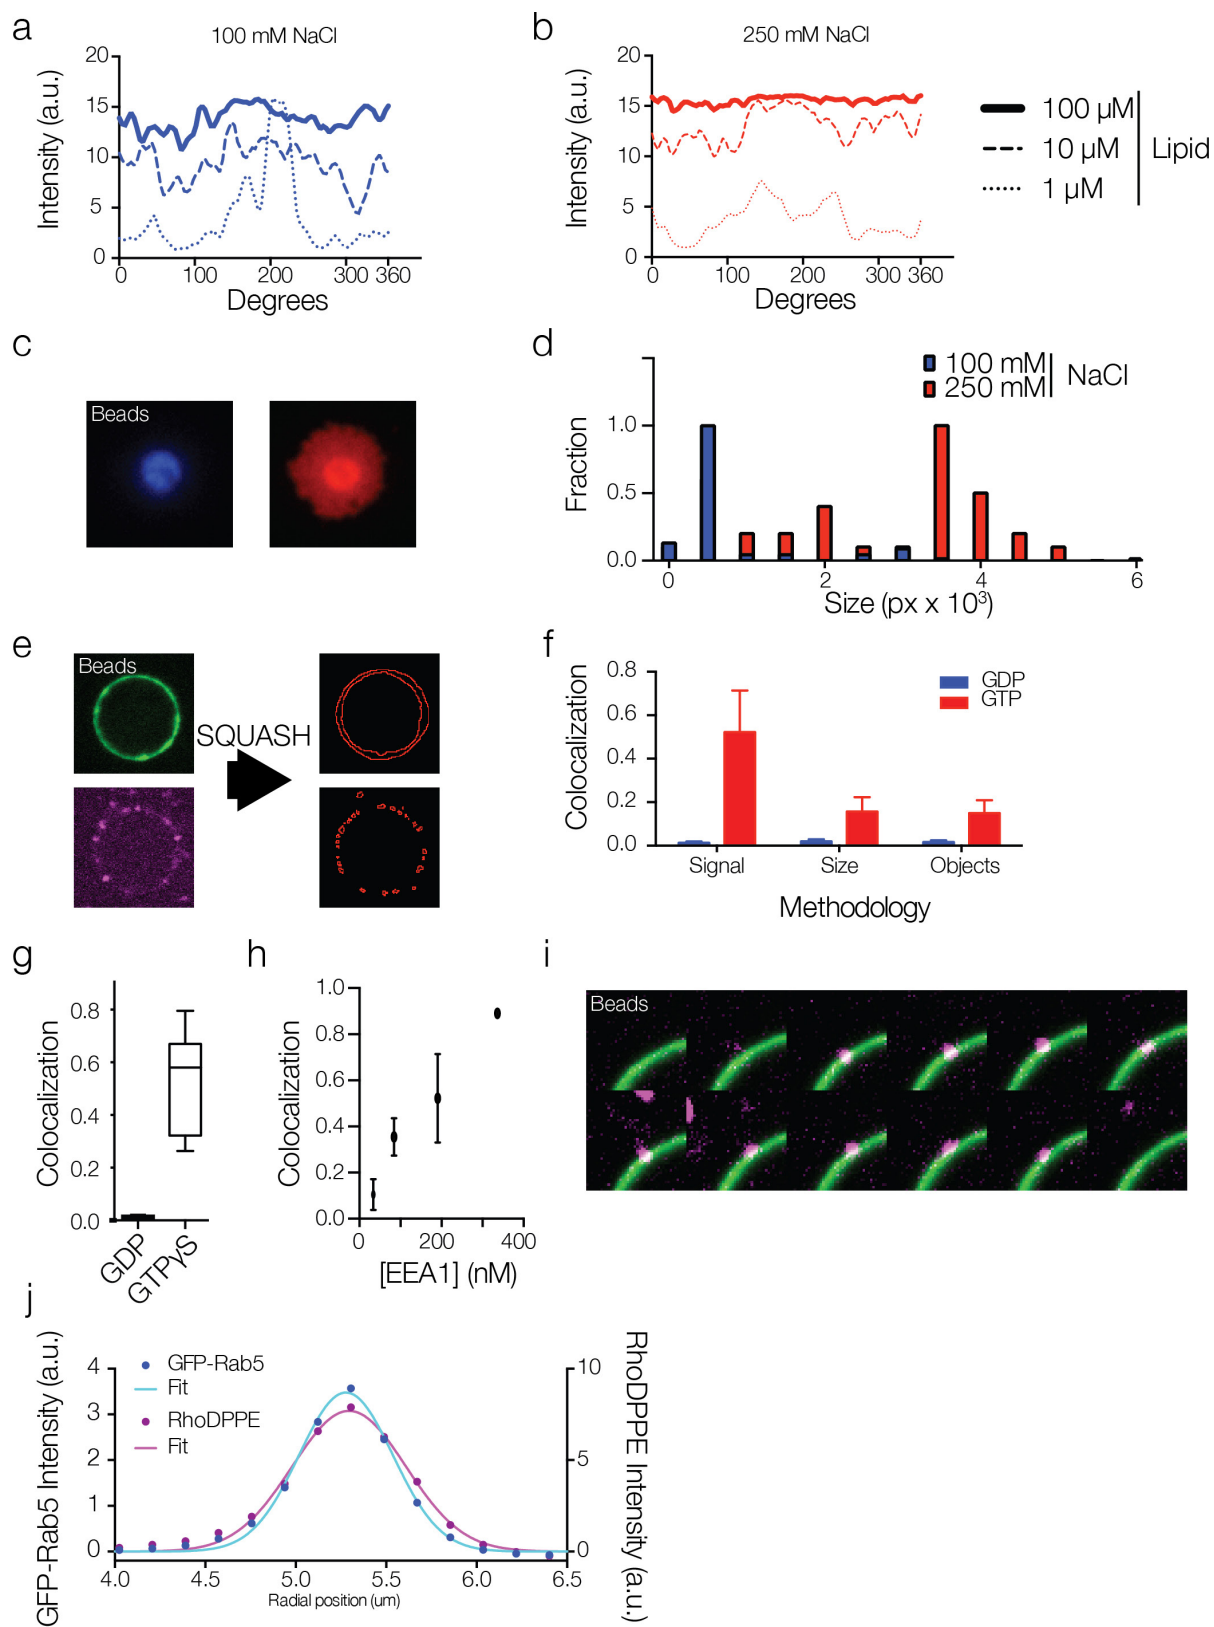 a
100 mM NaCl
Intensity (a.u.)
20
15
10
5
0
0 100 200 300 360
Degrees
b
250 mM NaCl
Intensity (a.u.)
20
15
10
5
0
0 100 200 300 360
Degrees
100 µM
10 µM
1 µM
Lipid
c
Beads
d
100 mM
250 mM
NaCl
Fraction
1.0
0.5
0.0
0 2 4 6
Size (px x 10³)
e
Beads
SQUASH
f
Colocalization
0.8
0.6
0.4
0.2
0.0
GDP
GTP
Signal Size Objects
Methodology
g
Colocalization
0.8
0.6
0.4
0.2
0.0
GDP
GTPγS
h
Colocalization
1.0
0.8
0.6
0.4
0.2
0.0
0 200 400
[EEA1] (nM)
i
Beads
j
GFP-Rab5 Intensity (a.u.)
4
3
2
1
0
GFP-Rab5
Fit
RhoDPPE
Fit
10
5
0
RhoDPPE Intensity (a.u.)
4.0 4.5 5.0 5.5 6.0 6.5
Radial position (um)